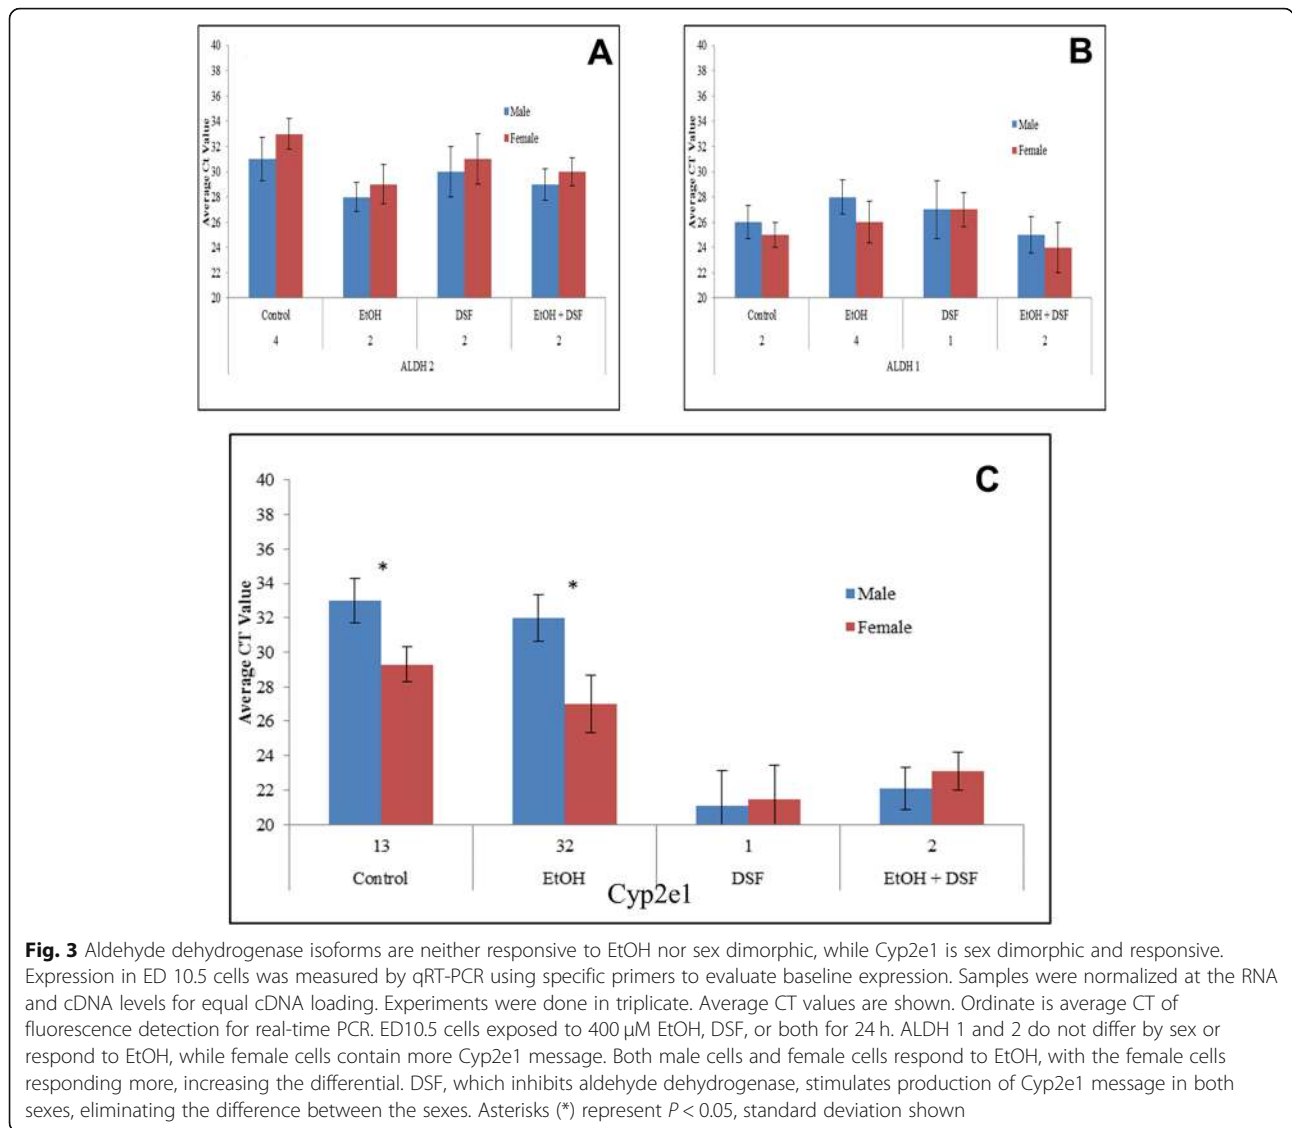 A
40
38
36
34
32
30
28
26
24
22
20
Average Ct Value
Male
Female
Control
EtOH
DSF
EtOH + DSF
4
2
2
2
ALDH 2
B
40
38
36
34
32
30
28
26
24
22
20
Average CT Value
Male
Female
Control
EtOH
DSF
EtOH + DSF
2
4
1
2
ALDH 1
C
40
38
36
34
32
30
28
26
24
22
20
Average CT Value
*
*
Male
Female
13
32
1
2
Control
EtOH
DSF
EtOH + DSF
Cyp2e1
Fig. 3 Aldehyde dehydrogenase isoforms are neither responsive to EtOH nor sex dimorphic, while Cyp2e1 is sex dimorphic and responsive.
Expression in ED 10.5 cells was measured by qRT-PCR using specific primers to evaluate baseline expression. Samples were normalized at the RNA
and cDNA levels for equal cDNA loading. Experiments were done in triplicate. Average CT values are shown. Ordinate is average CT of
fluorescence detection for real-time PCR. ED10.5 cells exposed to 400 μM EtOH, DSF, or both for 24 h. ALDH 1 and 2 do not differ by sex or
respond to EtOH, while female cells contain more Cyp2e1 message. Both male cells and female cells respond to EtOH, with the female cells
responding more, increasing the differential. DSF, which inhibits aldehyde dehydrogenase, stimulates production of Cyp2e1 message in both
sexes, eliminating the difference between the sexes. Asterisks (*) represent P < 0.05, standard deviation shown